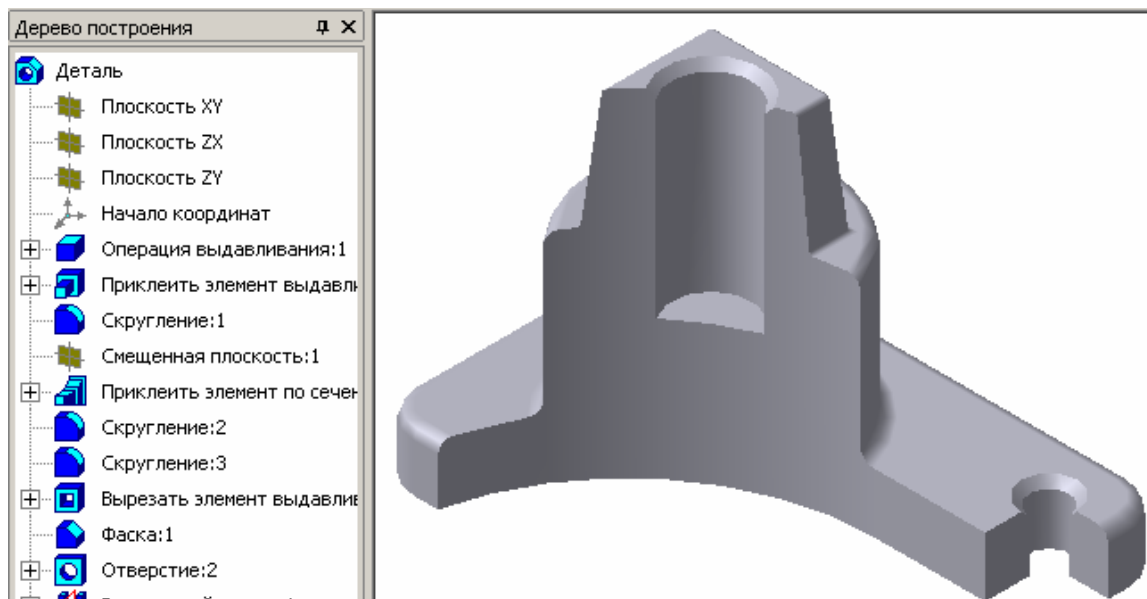 Дерево построения
Деталь
Плоскость XY
Плоскость ZX
Плоскость ZY
Начало координат
Операция выдавливания:1
Приклеить элемент выдавли
Скругление:1
Смещенная плоскость:1
Приклеить элемент по сечен
Скругление:2
Скругление:3
Вырезать элемент выдавлив
Фаска:1
Отверстие:2